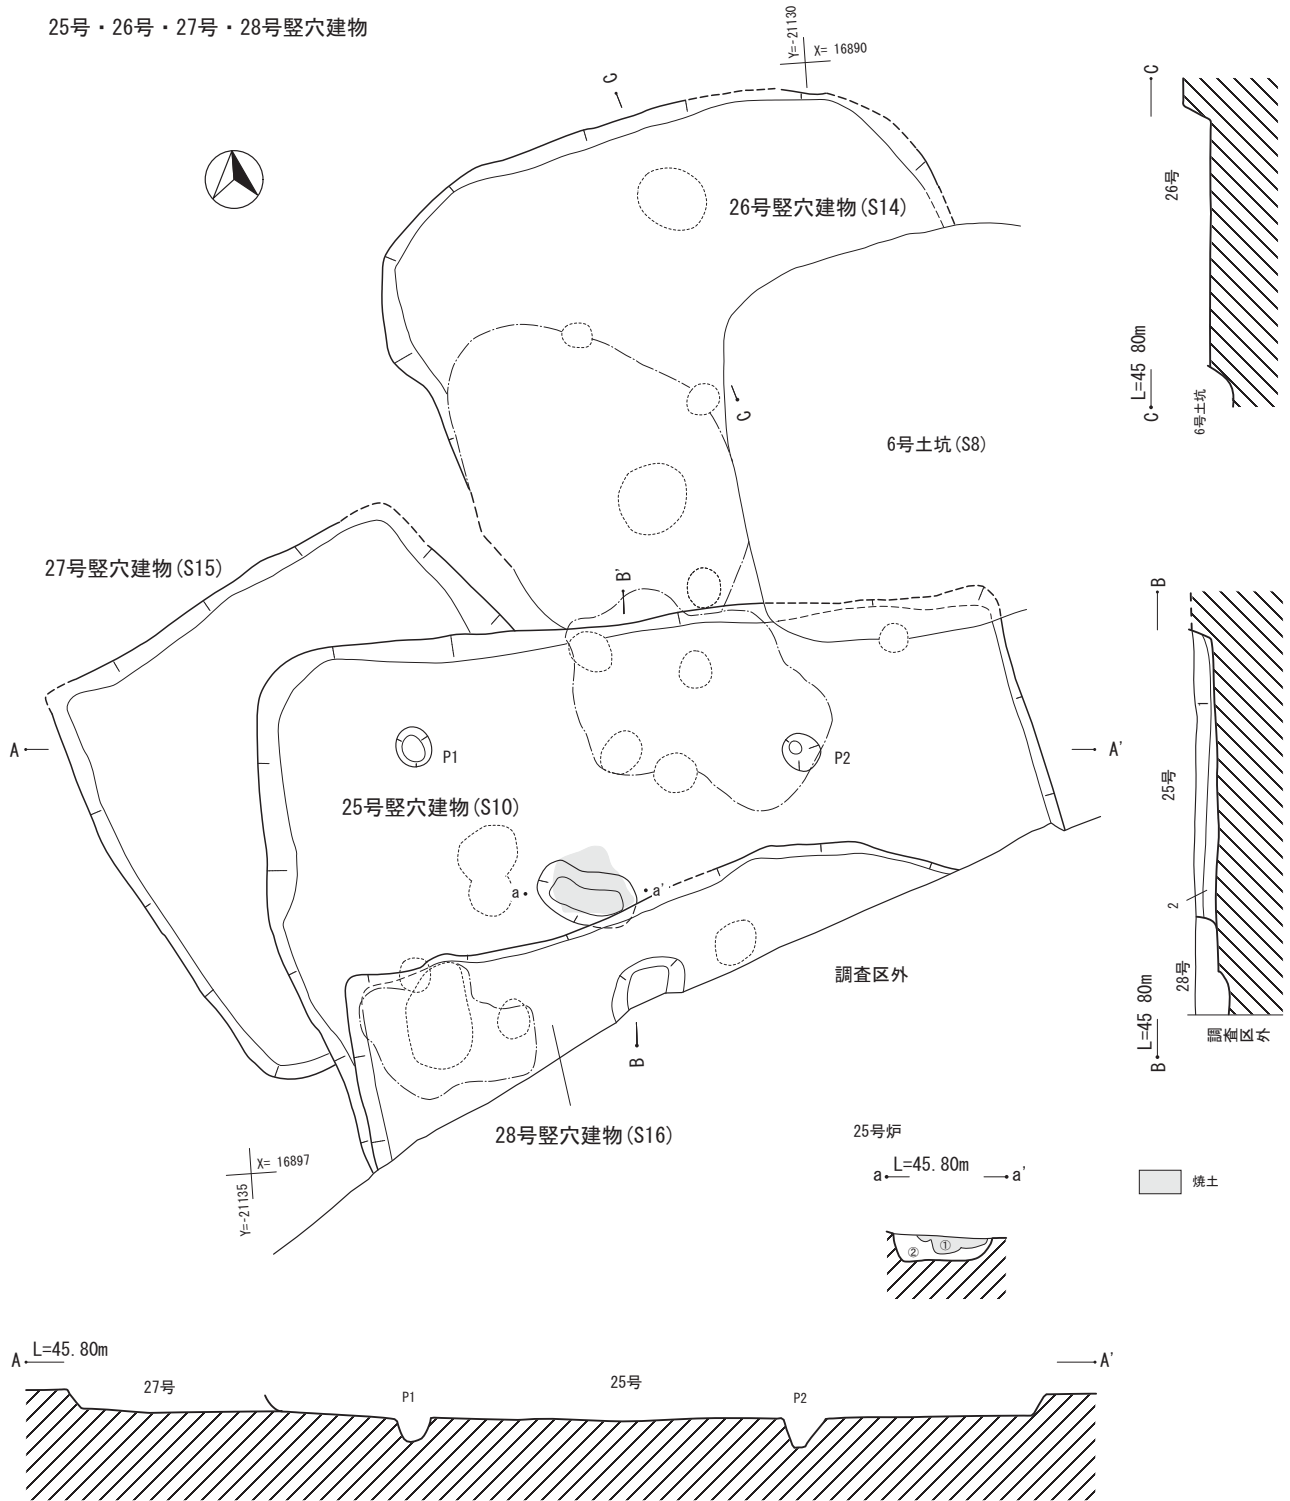 25号・26号・27号・28号竪穴建物
Y=-21130
X= 16890
C
26号竪穴建物(S14)
C
6号土坑(S8)
27号竪穴建物(S15)
B'
A
A'
P1
P2
25号竪穴建物(S10)
a
a'
調査区外
B
28号竪穴建物(S16)
X= 16897
Y=-21135
C
26号
L=45 80m
C
6号土坑
B
1
25号
2
28号
L=45 80m
B
調査区外
25号炉
a
L=45.80m
a'
①
②
焼土
A
L=45.80m
A'
27号
P1
25号
P2